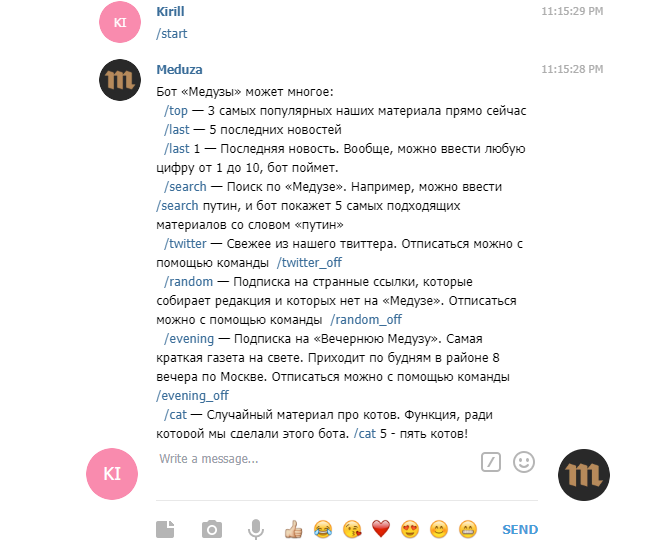 KI
Kirill
11:15:29 PM
/start
m
Meduza
11:15:28 PM
Бот «Медузы» может многое:
/top — 3 самых популярных наших материала прямо сейчас
/last — 5 последних новостей
/last 1 — Последняя новость. Вообще, можно ввести любую
цифру от 1 до 10, бот поймет.
/search — Поиск по «Медузе». Например, можно ввести
/search путин, и бот покажет 5 самых подходящих
материалов со словом «путин»
/twitter — Свежее из нашего твиттера. Отписаться можно с
помощью команды /twitter_off
/random — Подписка на странные ссылки, которые
собирает редакция и которых нет на «Медузе». Отписаться
можно с помощью команды /random_off
/evening — Подписка на «Вечернюю Медузу». Самая
краткая газета на свете. Приходит по будням в районе 8
вечера по Москве. Отписаться можно с помощью команды
/evening_off
/cat — Случайный материал про котов. Функция, ради
которой мы сделали этого бота. /cat 5 - пять котов!
KI
Write a message...
/
m
SEND